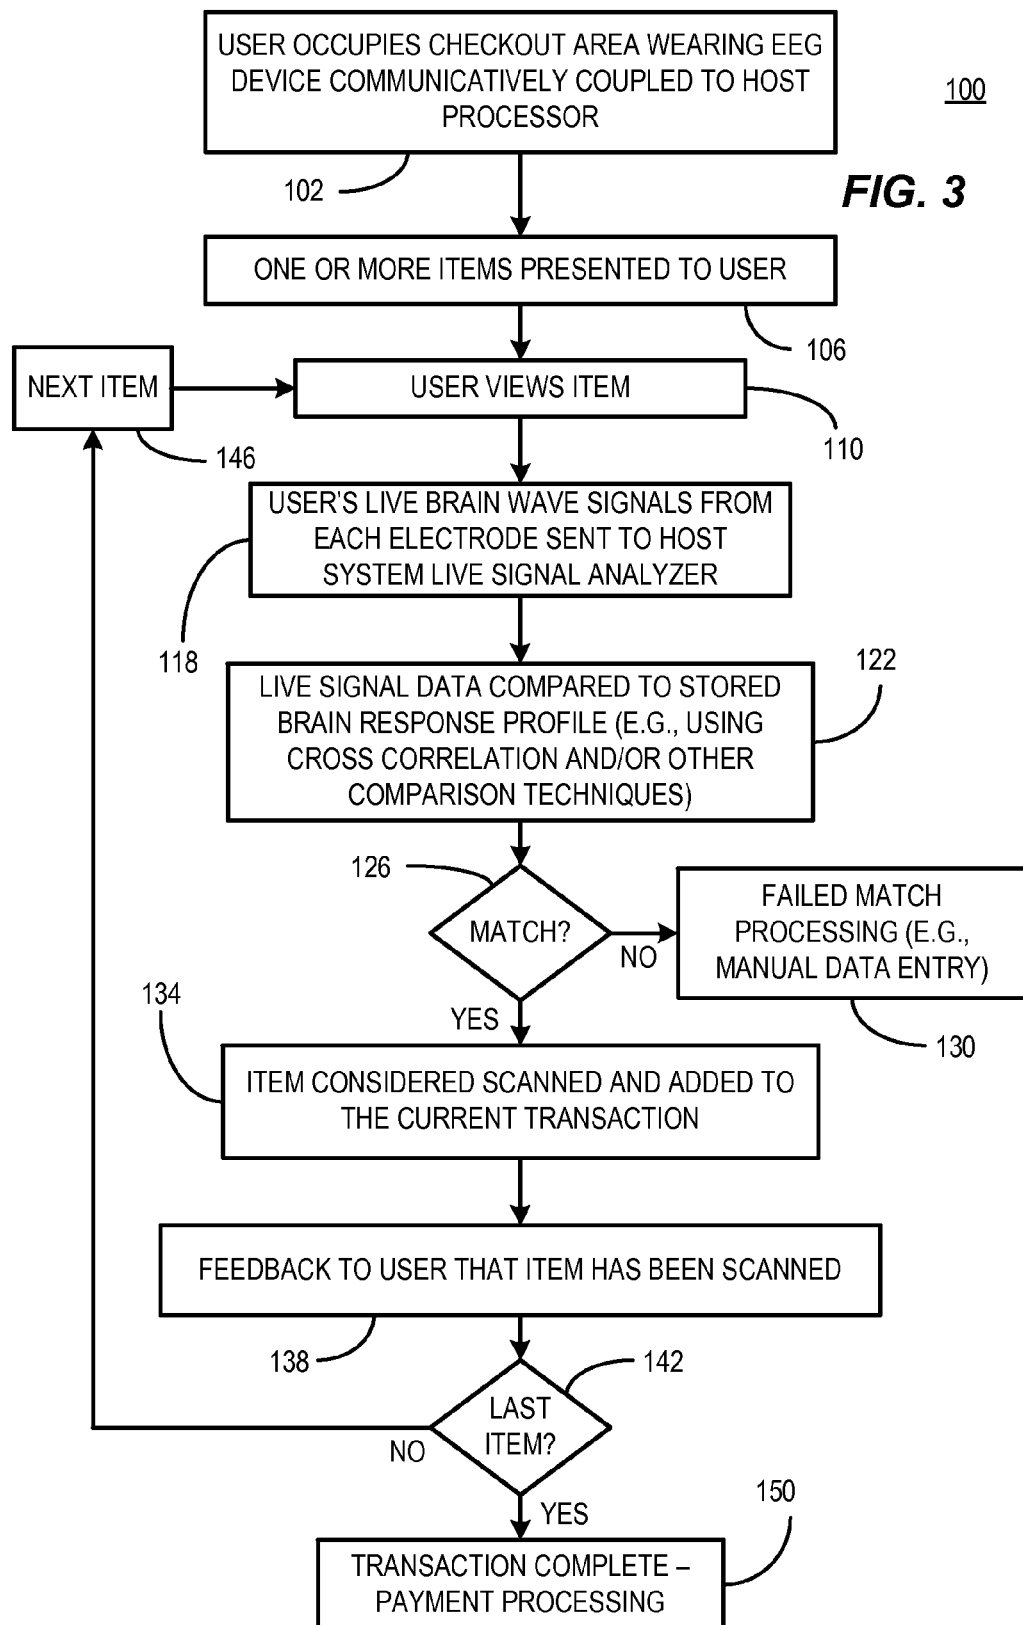 USER OCCUPIES CHECKOUT AREA WEARING EEG
DEVICE COMMUNICATIVELY COUPLED TO HOST
PROCESSOR
100
102
FIG. 3
ONE OR MORE ITEMS PRESENTED TO USER
106
NEXT ITEM
USER VIEWS ITEM
110
146
USER'S LIVE BRAIN WAVE SIGNALS FROM
EACH ELECTRODE SENT TO HOST
SYSTEM LIVE SIGNAL ANALYZER
118
122
LIVE SIGNAL DATA COMPARED TO STORED
BRAIN RESPONSE PROFILE (E.G., USING
CROSS CORRELATION AND/OR OTHER
COMPARISON TECHNIQUES)
126
MATCH?
NO
FAILED MATCH
PROCESSING (E.G.,
MANUAL DATA ENTRY)
130
YES
134
ITEM CONSIDERED SCANNED AND ADDED TO
THE CURRENT TRANSACTION
FEEDBACK TO USER THAT ITEM HAS BEEN SCANNED
138
142
LAST
ITEM?
NO
YES
150
TRANSACTION COMPLETE –
PAYMENT PROCESSING